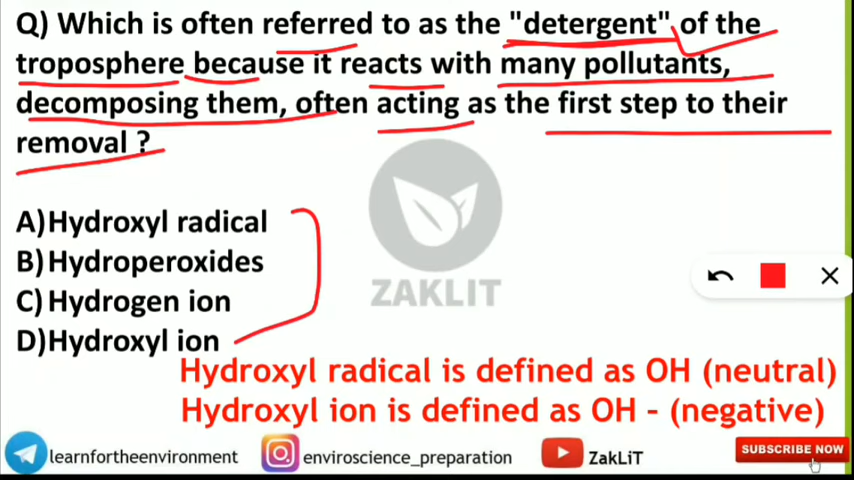 Q) Which is often referred to as the "detergent" of the
troposphere because it reacts with many pollutants,
decomposing them, often acting as the first step to their
removal ?
A)Hydroxyl radical
B)Hydroperoxides
C)Hydrogen ion
D)Hydroxyl ion
ZAKLIT
Hydroxyl radical is defined as OH (neutral)
Hydroxyl ion is defined as OH - (negative)
learnfortheenvironment
enviroscience_preparation
ZakLiT
SUBSCRIBE NOW